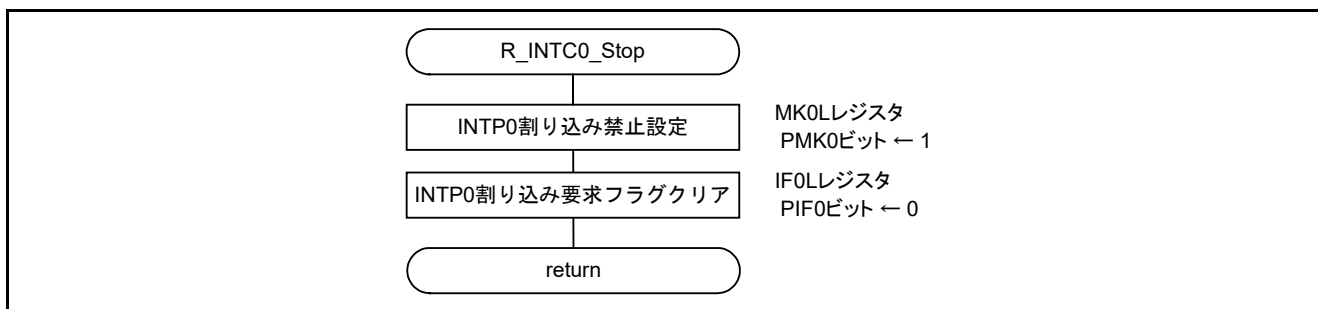 R_INTC0_Stop
INTP0割り込み禁止設定
MK0Lレジスタ
PMK0ビット ← 1
INTP0割り込み要求フラグクリア
IF0Lレジスタ
PIF0ビット ← 0
return